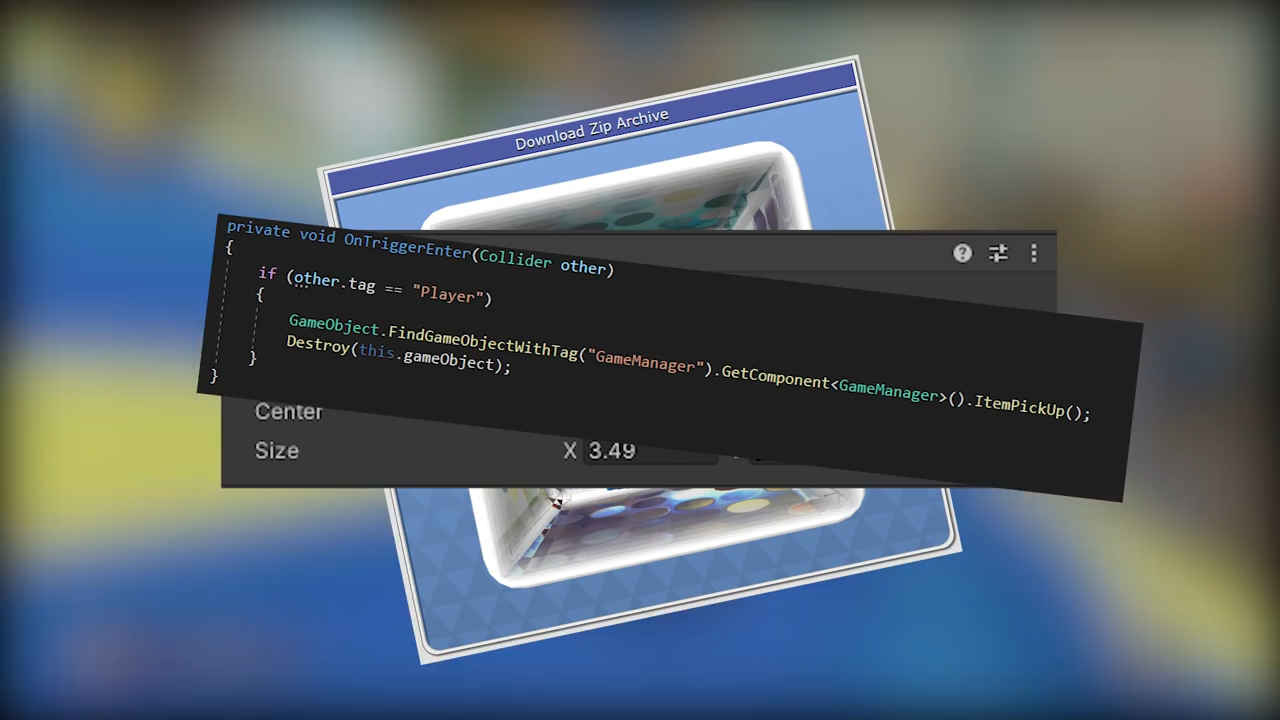 Download Zip Archive
private void OnTriggerEnter(Collider other)
{
if (other.tag == "Player")
{
GameObject.FindGameObjectWithTag("GameManager").GetComponent<GameManager>().ItemPickUp();
Destroy(this.gameObject);
}
}
Center
Size X 3.49